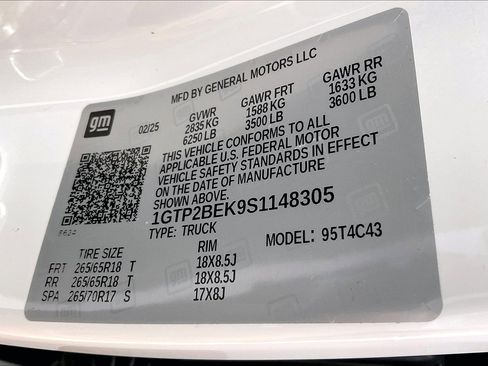 MFD BY GENERAL MOTORS LLC
gm
02/25 GVWR GAWR FRT GAWR RR
2835 KG 1588 KG 1633 KG
6250 LB 3500 LB 3600 LB
THIS VEHICLE CONFORMS TO ALL
APPLICABLE U.S. FEDERAL MOTOR
VEHICLE SAFETY STANDARDS IN EFFECT
ON THE DATE OF MANUFACTURE
SHOWN ABOVE.
1GTP2BEK9S1148305
TYPE: TRUCK MODEL: 95T4C43
TIRE SIZE RIM
FRT 265/65R18 T 18X8.5J
RR 265/65R18 T 18X8.5J
SPA 265/70R17 S 17X8J